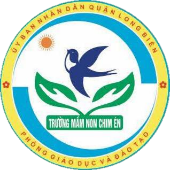 ỦY BAN NHÂN DÂN QUẬN LONG BIÊN
TRƯỜNG MẦM NON CHIM ÉN
PHÒNG GIÁO DỤC VÀ ĐÀO TẠO